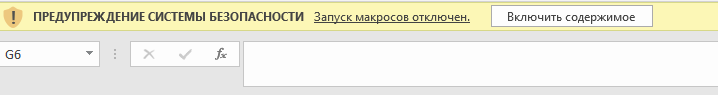 ПРЕДУПРЕЖДЕНИЕ СИСТЕМЫ БЕЗОПАСНОСТИ Запуск макросов отключен. Включить содержимое
G6 fx